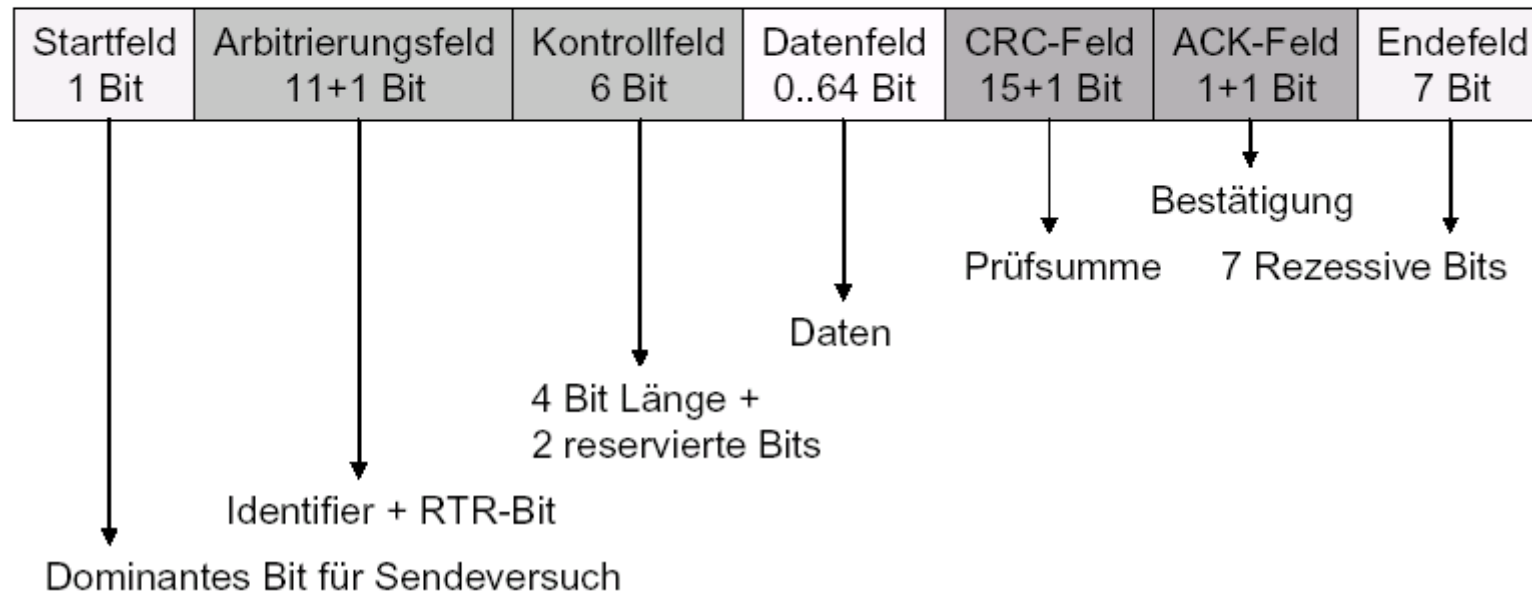 Startfeld
1 Bit
Arbitrierungsfeld
11+1 Bit
Kontrollfeld
6 Bit
Datenfeld
0..64 Bit
CRC-Feld
15+1 Bit
ACK-Feld
1+1 Bit
Endefeld
7 Bit
Bestätigung
Prüfsumme
7 Rezessive Bits
Daten
4 Bit Länge +
2 reservierte Bits
Identifier + RTR-Bit
Dominantes Bit für Sendeversuch